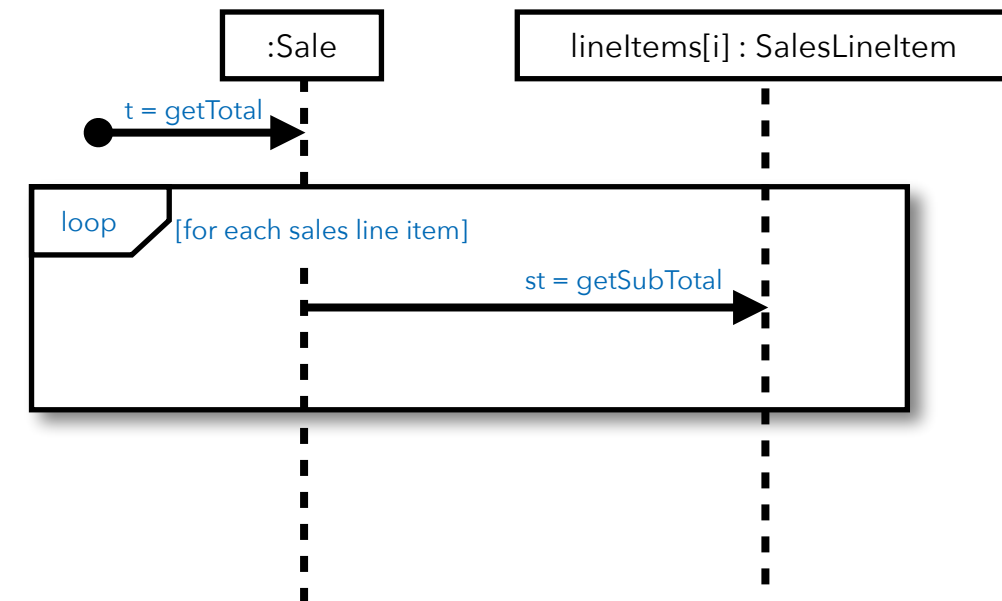 :Sale
lineItems[i] : SalesLineItem
t = getTotal
loop
[for each sales line item]
st = getSubTotal